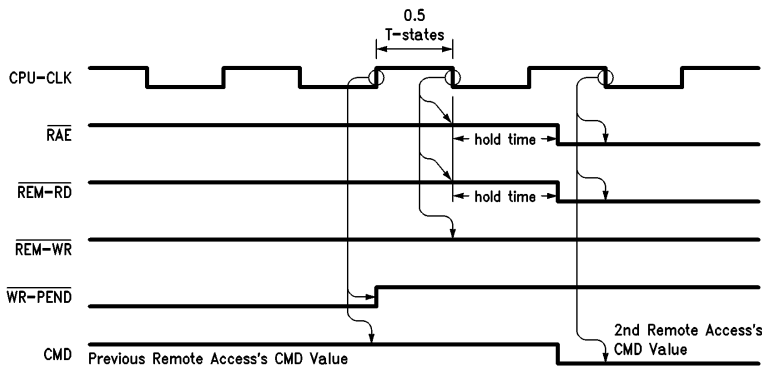 0.5
T-states
CPU-CLK
RAE
hold time
REM-RD
hold time
REM-WR
WR-PEND
2nd Remote Access's
CMD Value
CMD
Previous Remote Access's CMD Value